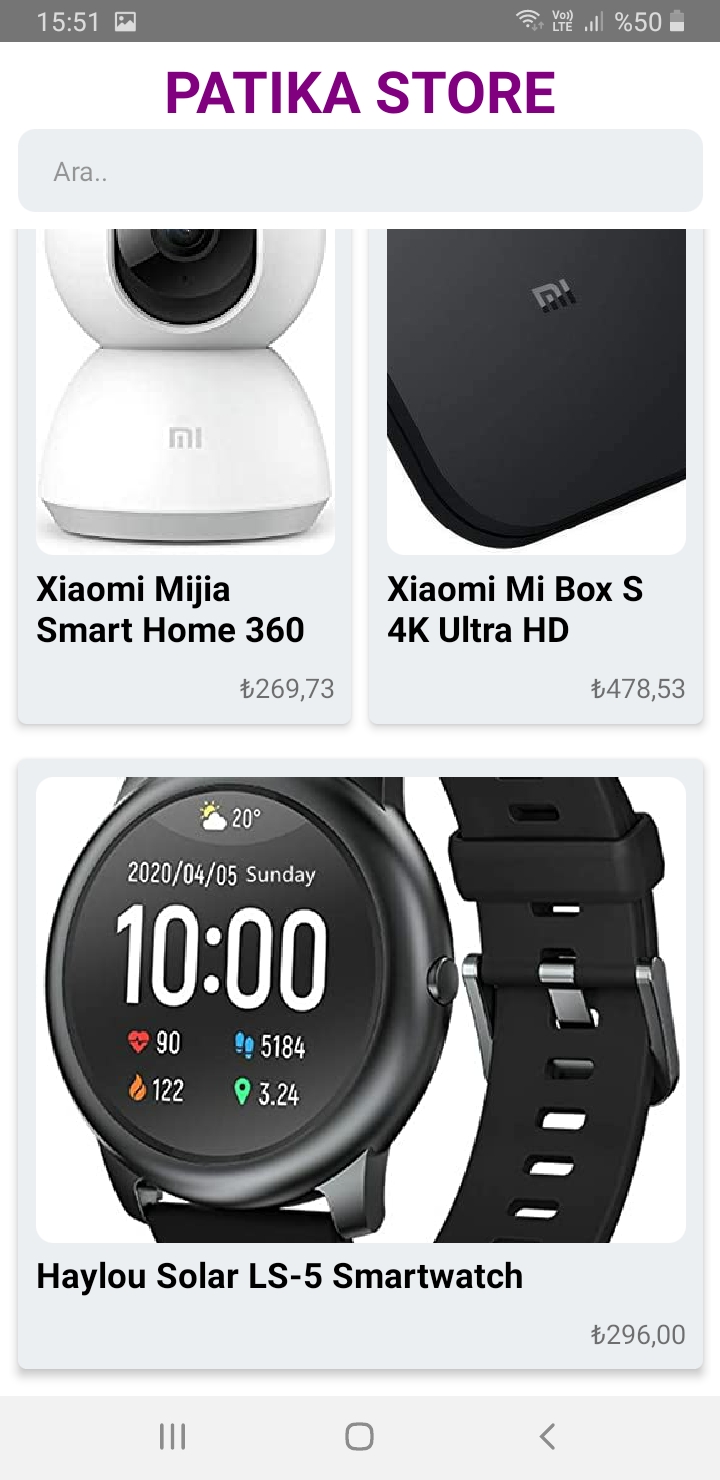 15:51
Vo))
LTE
%50
PATIKA STORE
Ara..
mi
mi
Xiaomi Mijia
Smart Home 360
₺269,73
Xiaomi Mi Box S
4K Ultra HD
₺478,53
20°
2020/04/05 Sunday
10:00
90
5184
122
3.24
Haylou Solar LS-5 Smartwatch
₺296,00